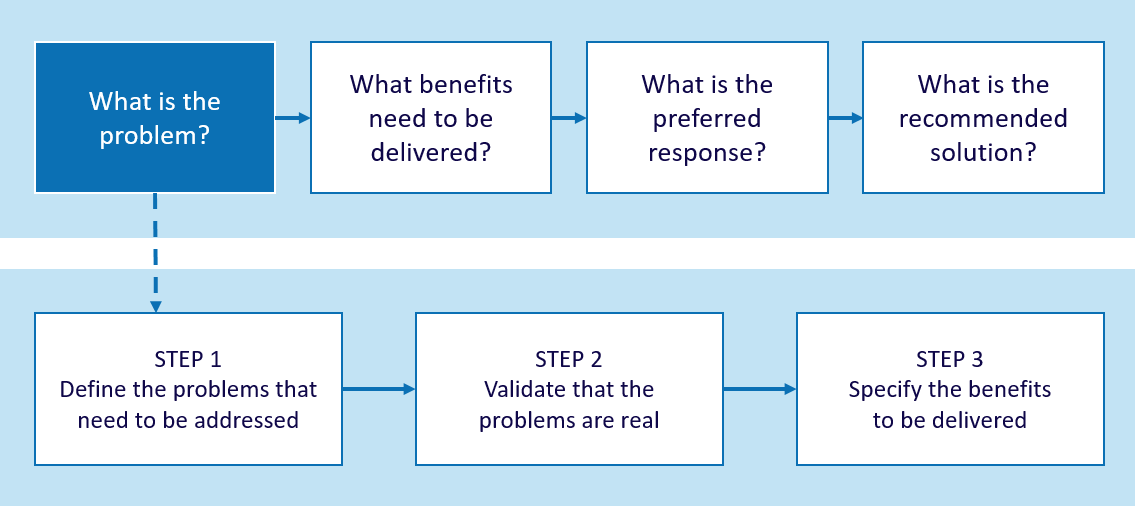 What is the
problem?
What benefits
need to be
delivered?
What is the
preferred
response?
What is the
recommended
solution?
STEP 1
Define the problems that
need to be addressed
STEP 2
Validate that the
problems are real
STEP 3
Specify the benefits
to be delivered